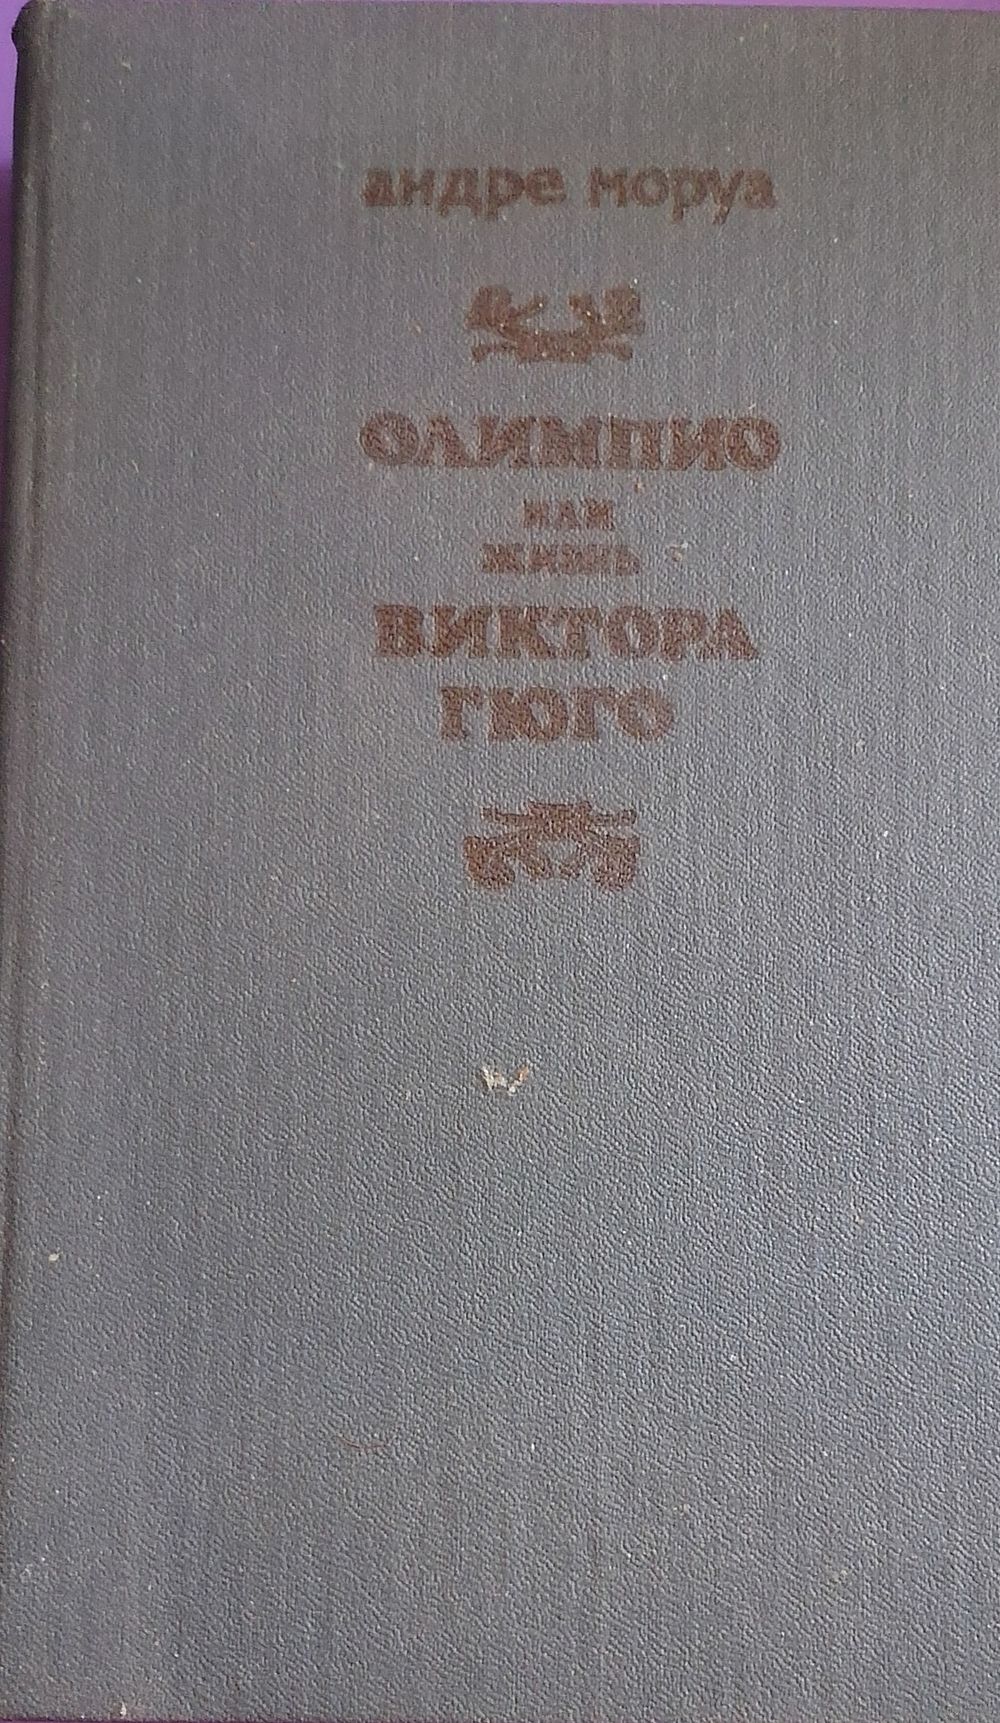 андре моруа
ОЛИМПИО
ИЛИ
ЖИЗНЬ
ВИКТОРА
ГЮГО